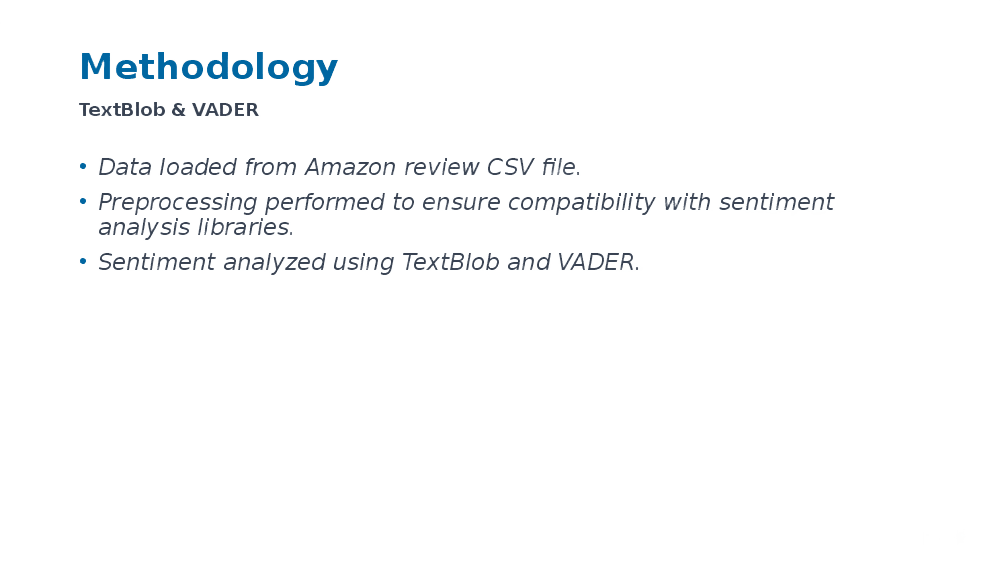 Methodology
TextBlob & VADER
• Data loaded from Amazon review CSV file.
• Preprocessing performed to ensure compatibility with sentiment
analysis libraries.
• Sentiment analyzed using TextBlob and VADER.